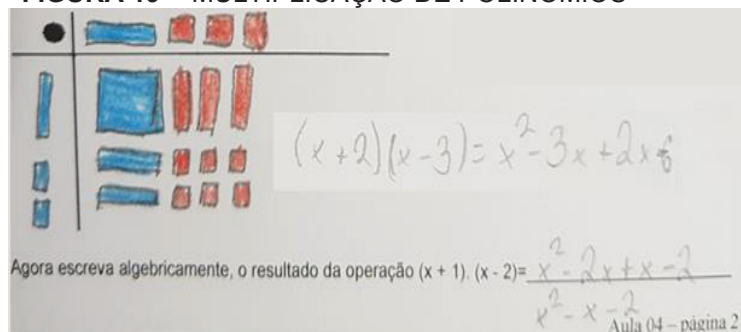 FIGURA 10 – MULTIPLICAÇÃO DE POLINÔMIOS
(x + 2)(x - 3) = x² - 3x + 2x 6
Agora escreva algebricamente, o resultado da operação (x + 1). (x - 2)= x² - 2x + x - 2
x² - x - 2
Aula 04 – página 2